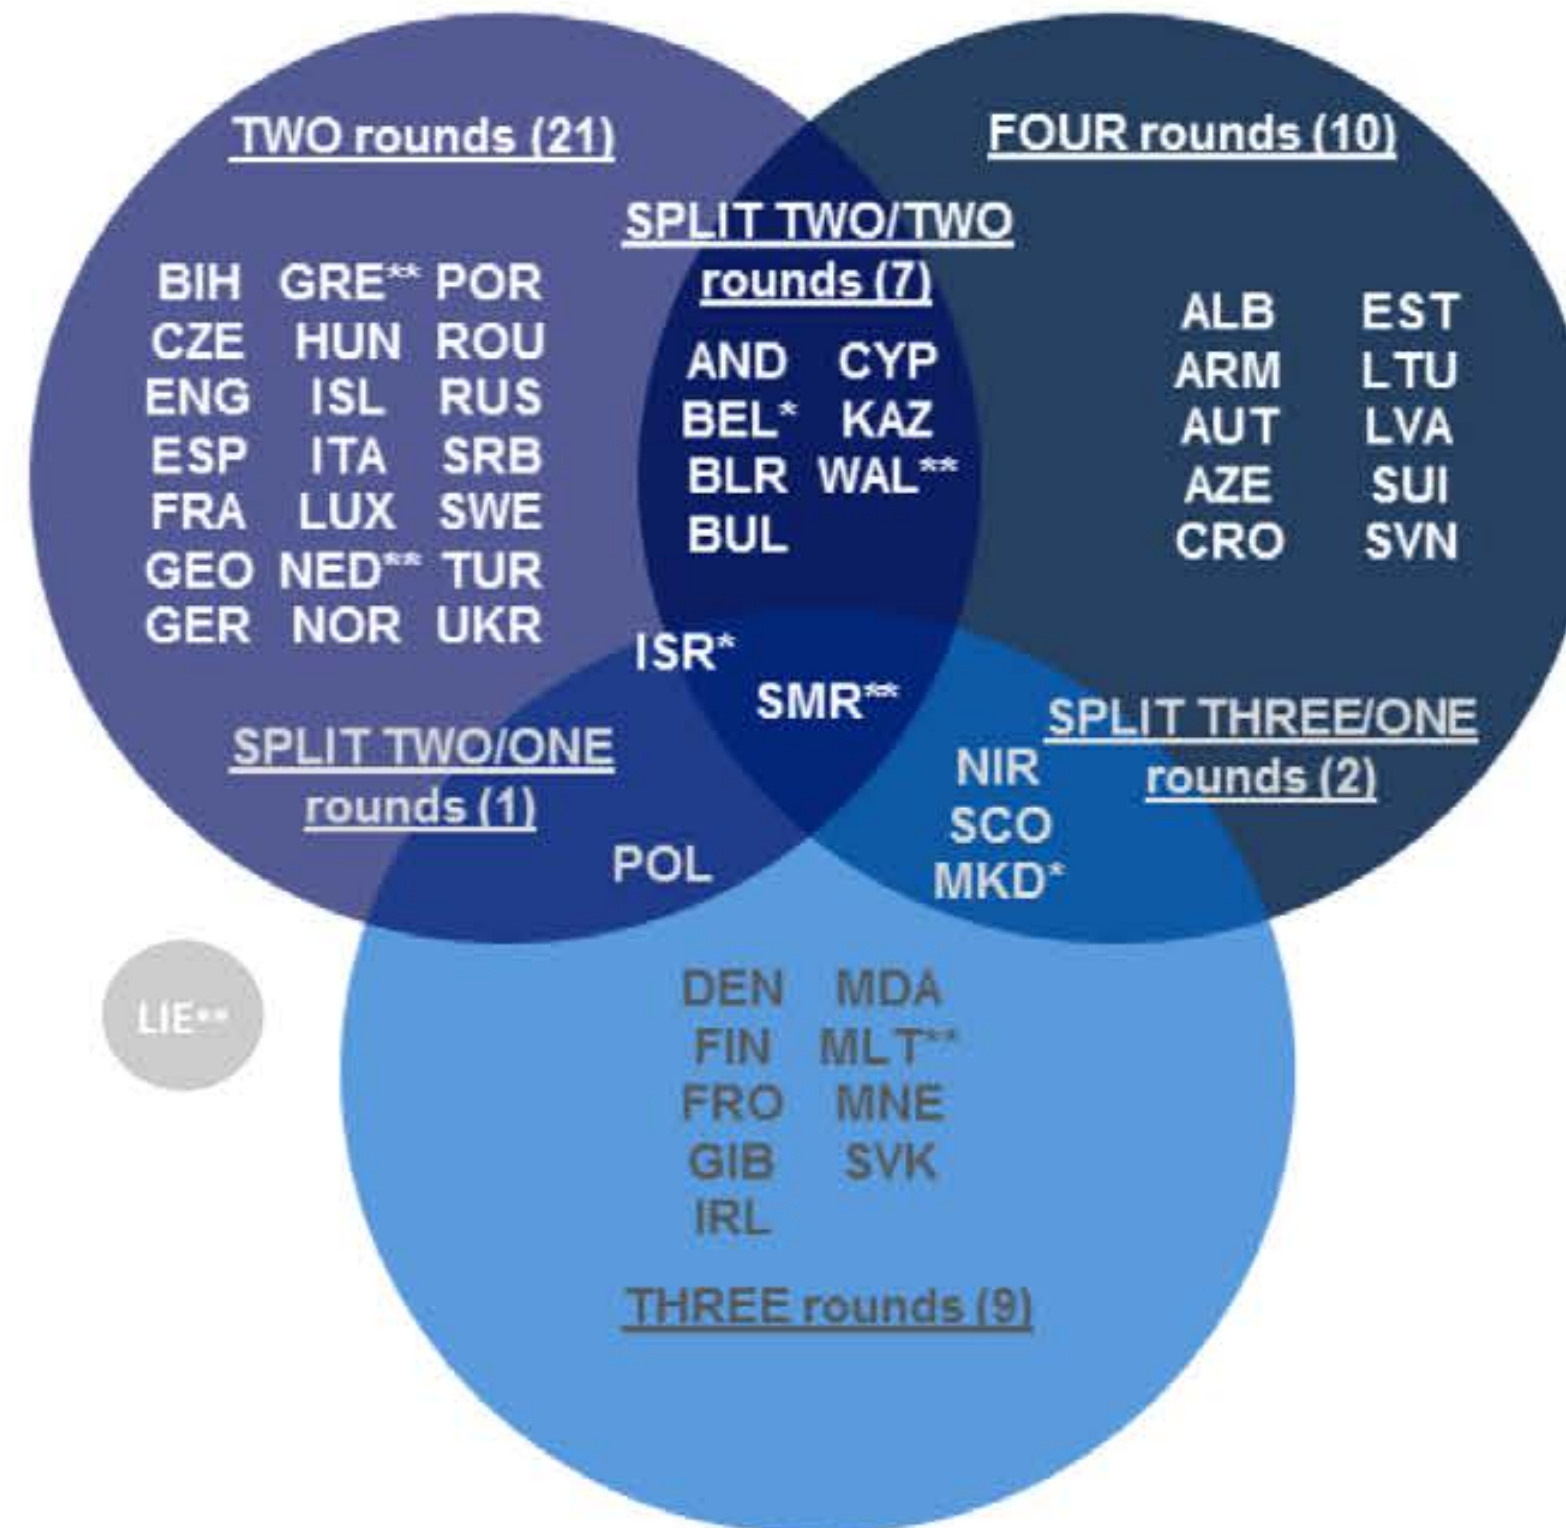 TWO rounds (21)
BIH GRE** POR
CZE HUN ROU
ENG ISL RUS
ESP ITA SRB
FRA LUX SWE
GEO NED** TUR
GER NOR UKR
FOUR rounds (10)
ALB EST
ARM LTU
AUT LVA
AZE SUI
CRO SVN
SPLIT TWO/TWO
rounds (7)
AND CYP
BEL* KAZ
BLR WAL**
BUL
ISR*
SMR**
SPLIT TWO/ONE
rounds (1)
POL
SPLIT THREE/ONE
rounds (2)
NIR
SCO
MKD*
LIE**
DEN MDA
FIN MLT**
FRO MNE
GIB SVK
IRL
THREE rounds (9)